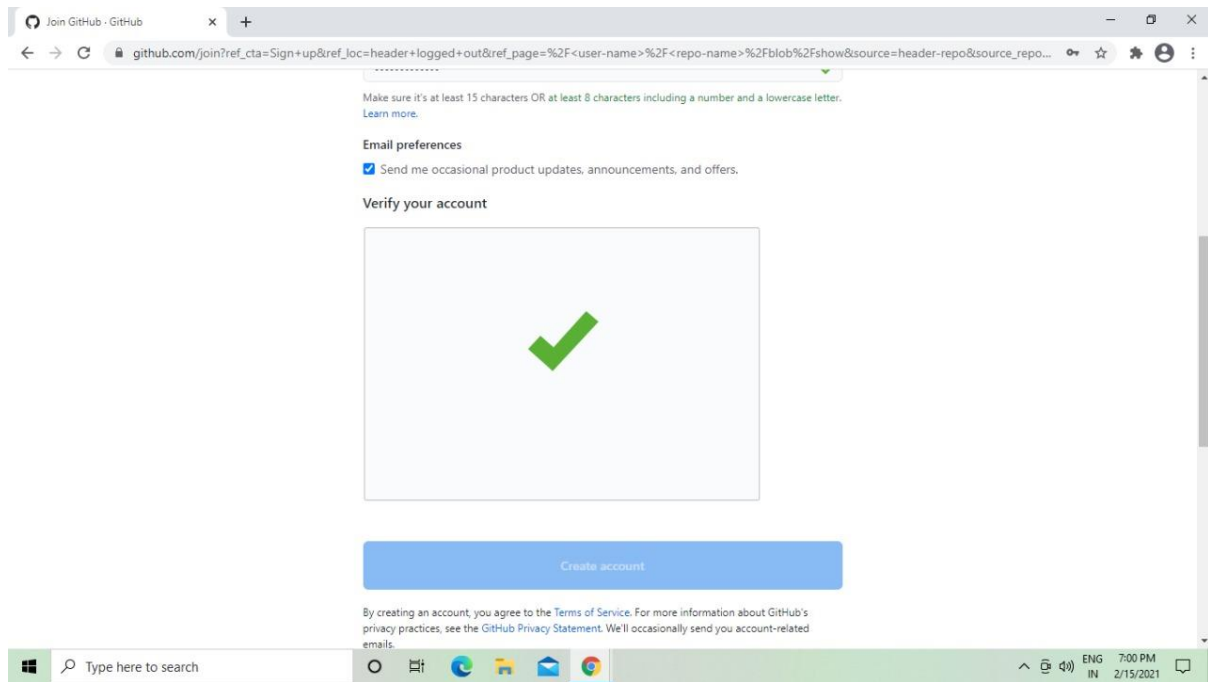 Join GitHub · GitHub
github.com/join?ref_cta=Sign+up&ref_loc=header+logged+out&ref_page=%2F<user-name>%2F<repo-name>%2Fblob%2Fshow&source=header-repo&source_repo...
Make sure it's at least 15 characters OR at least 8 characters including a number and a lowercase letter.
Learn more.
Email preferences
Send me occasional product updates, announcements, and offers.
Verify your account
Create account
By creating an account, you agree to the Terms of Service. For more information about GitHub's
privacy practices, see the GitHub Privacy Statement. We'll occasionally send you account-related
emails.
Type here to search
ENG
IN
7:00 PM
2/15/2021